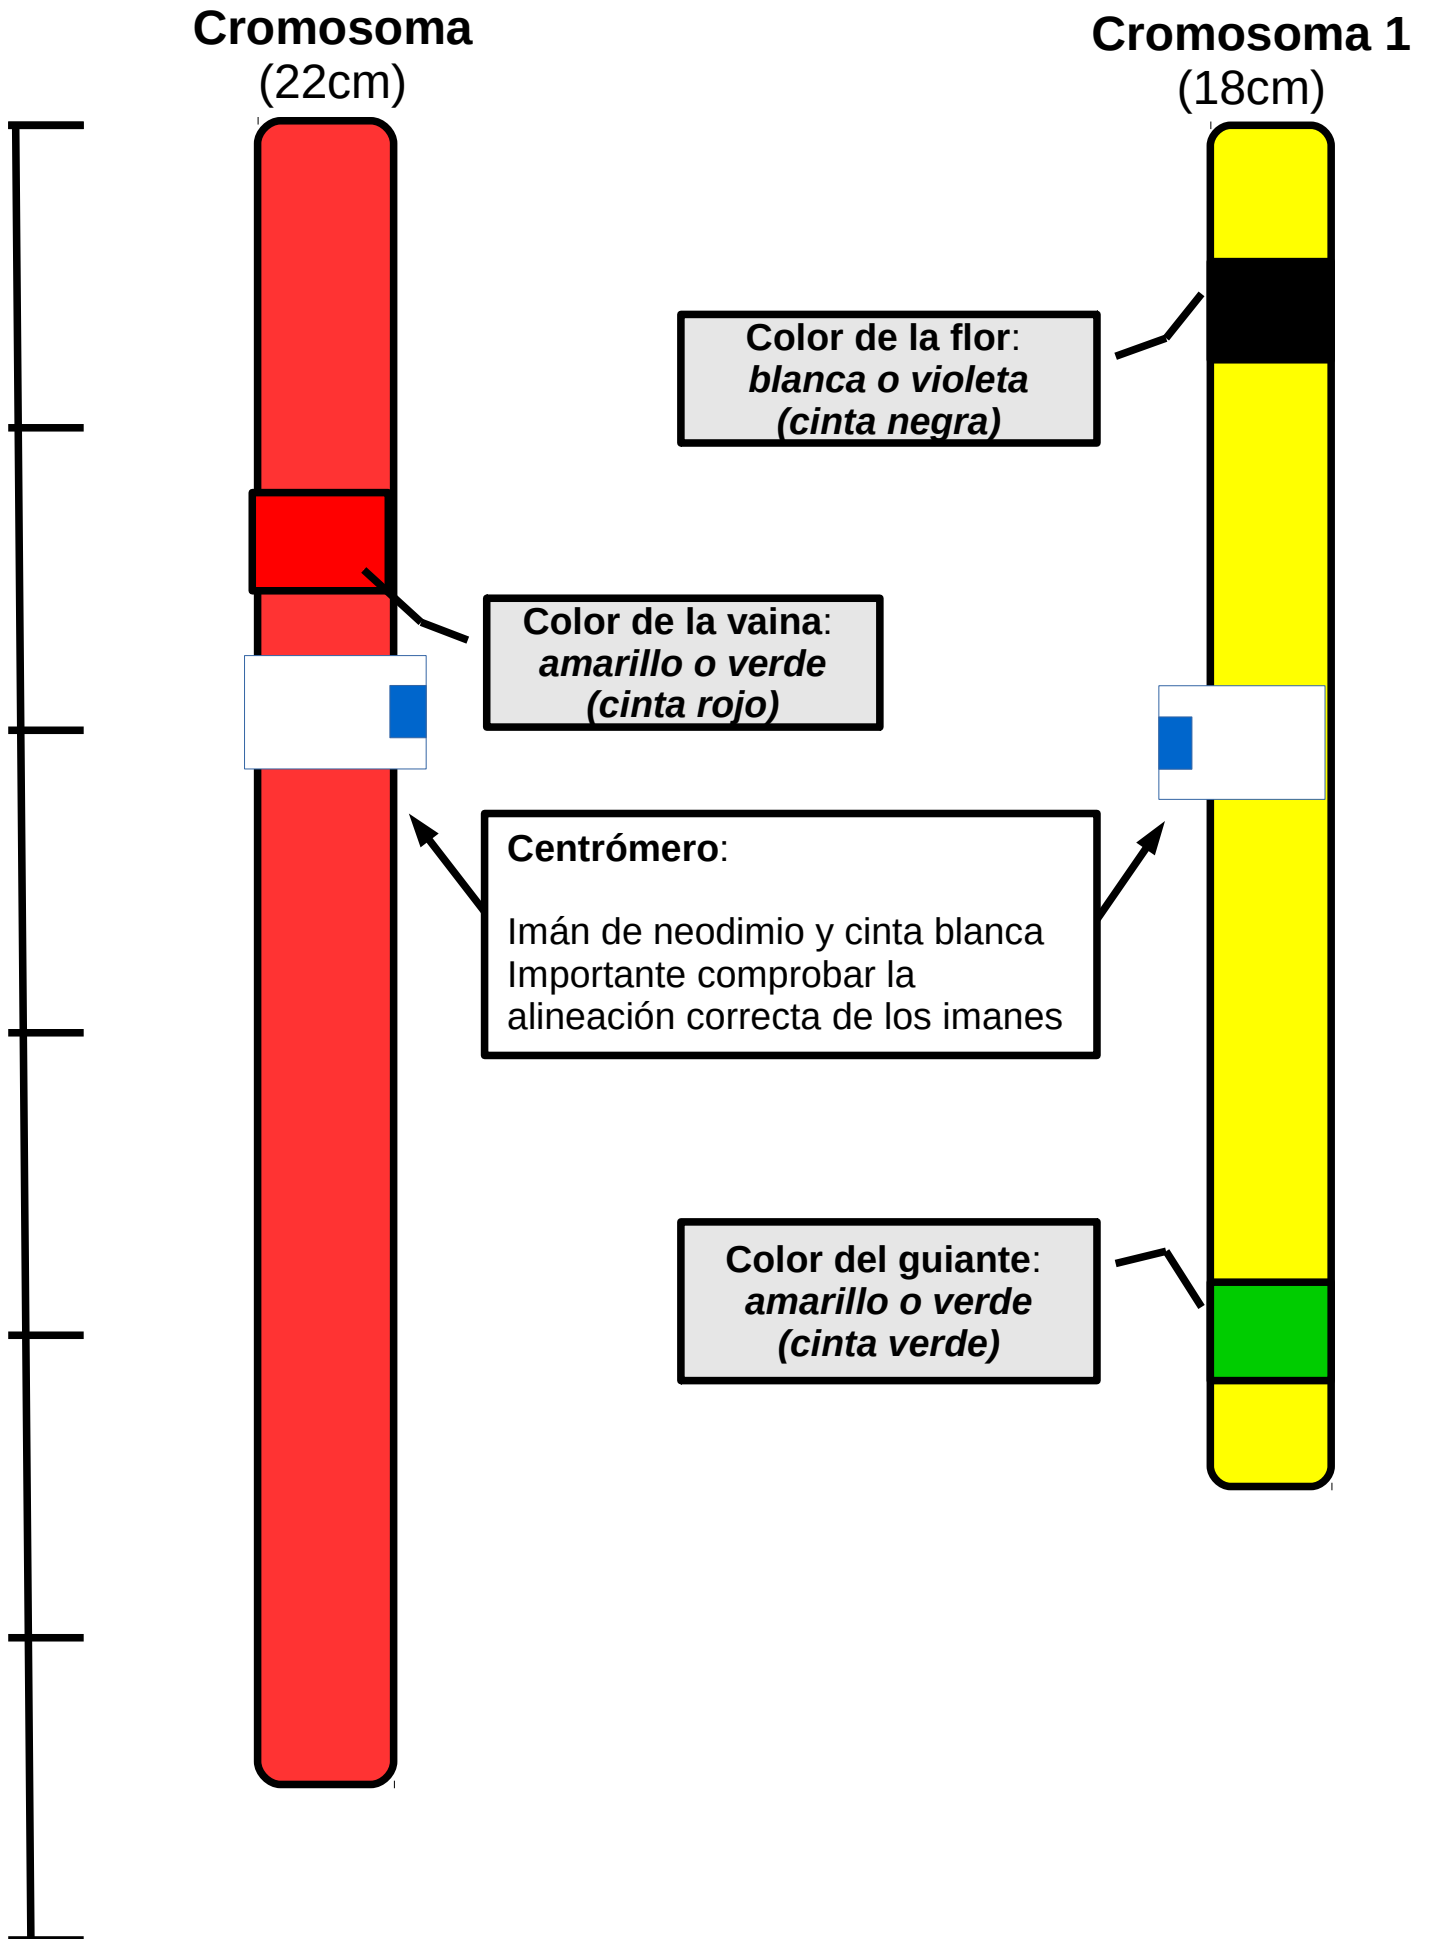 Cromosoma
(22cm)
Cromosoma 1
(18cm)
Color de la flor:
blanca o violeta
(cinta negra)
Color de la vaina:
amarillo o verde
(cinta rojo)
Centrómero:
Imán de neodimio y cinta blanca
Importante comprobar la
alineación correcta de los imanes
Color del guiante:
amarillo o verde
(cinta verde)